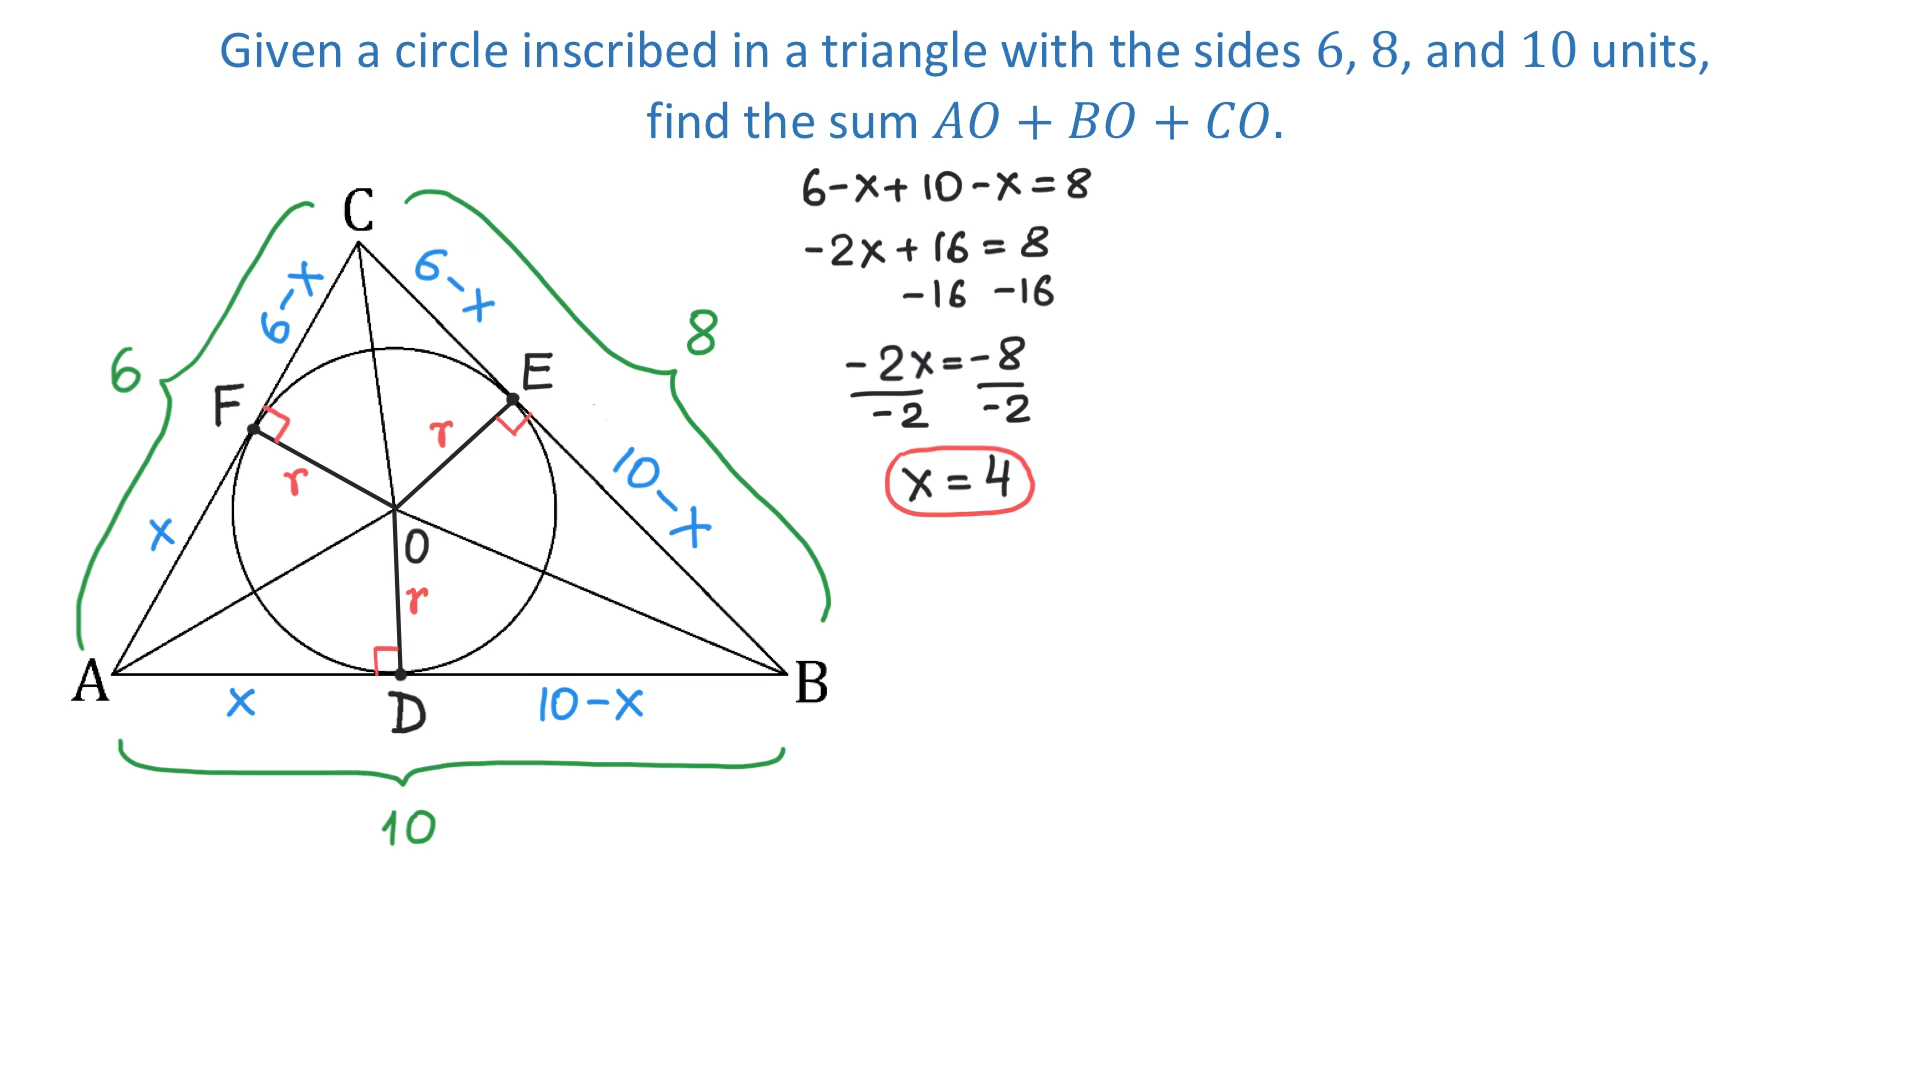 Given a circle inscribed in a triangle with the sides 6, 8, and 10 units,
find the sum AO + BO + CO.
6-x+10-x=8
-2x+16=8
-16 -16
-2x=-8
-2 -2
x=4
C
6-x
6-x
8
6
E
F
r
r
10-x
x
O
r
A
B
x
D
10-x
10